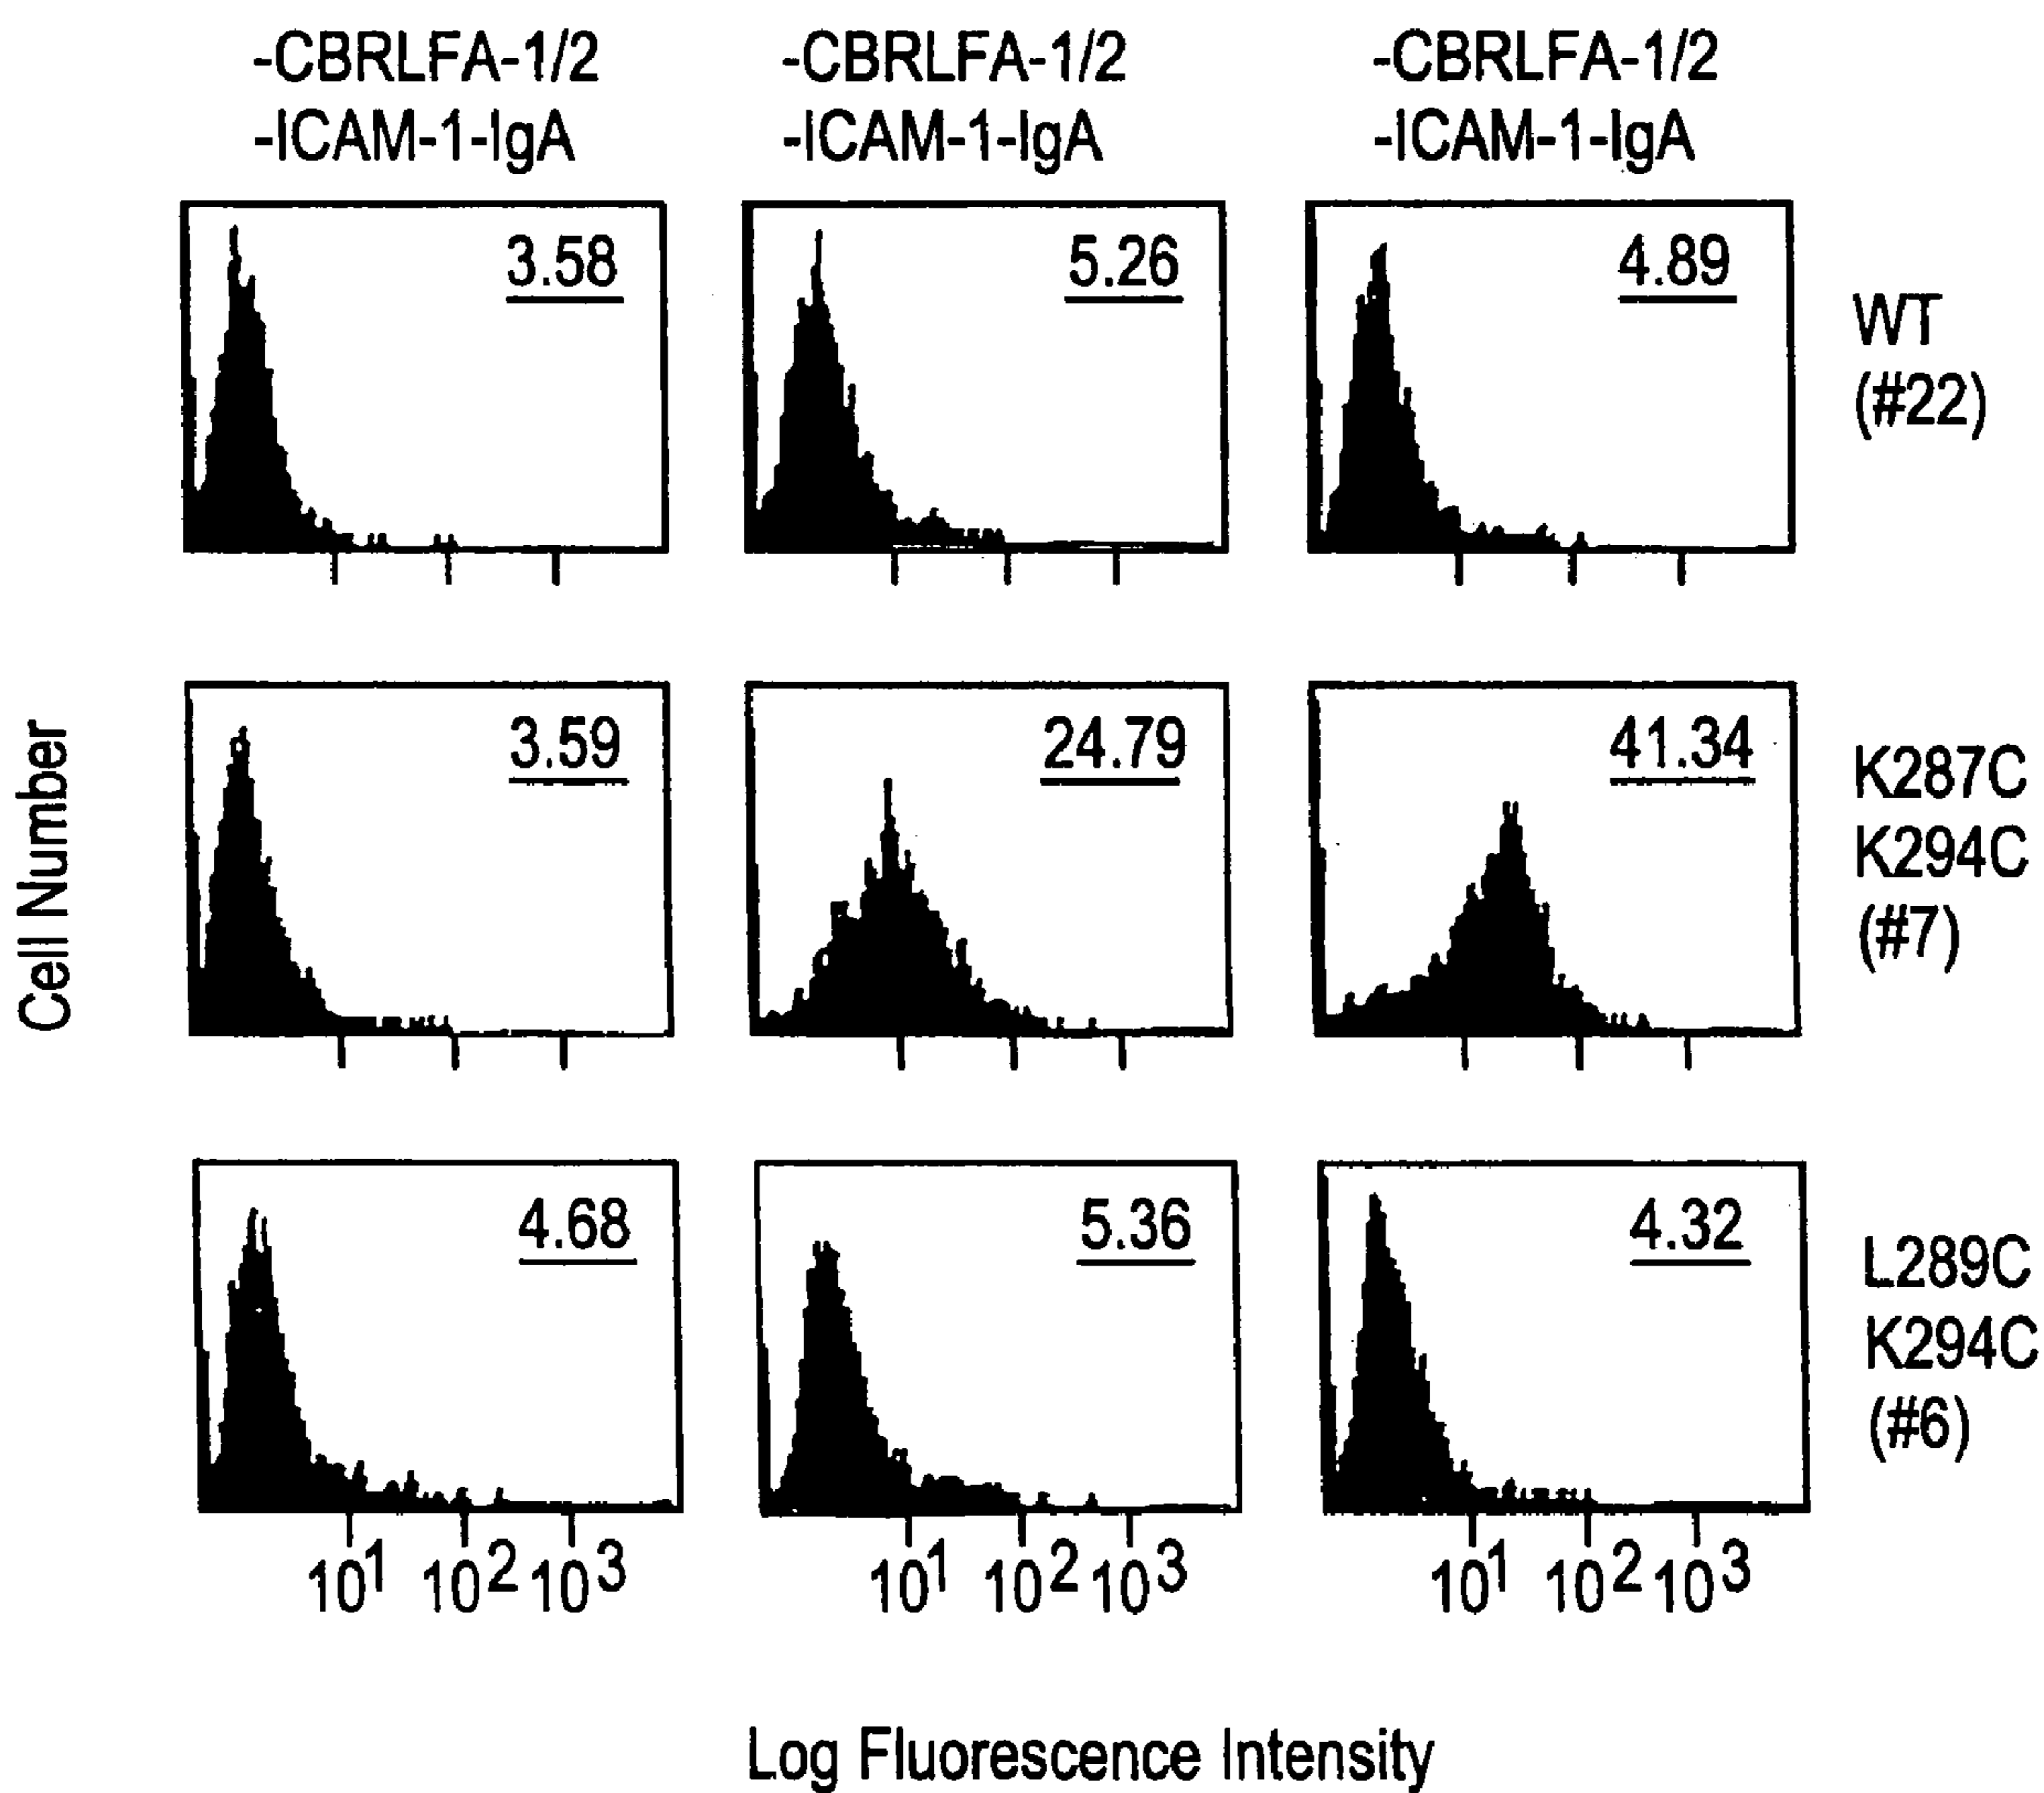 -CBRLFA-1/2 -CBRLFA-1/2 -CBRLFA-1/2
-ICAM-1-IgA -ICAM-1-IgA -ICAM-1-IgA
3.58 5.26 4.89
WT
(#22)
Cell Number
3.59 24.79 41.34
K287C
K294C
(#7)
4.68 5.36 4.32
L289C
K294C
(#6)
10¹ 10² 10³ 10¹ 10² 10³ 10¹ 10² 10³
Log Fluorescence Intensity